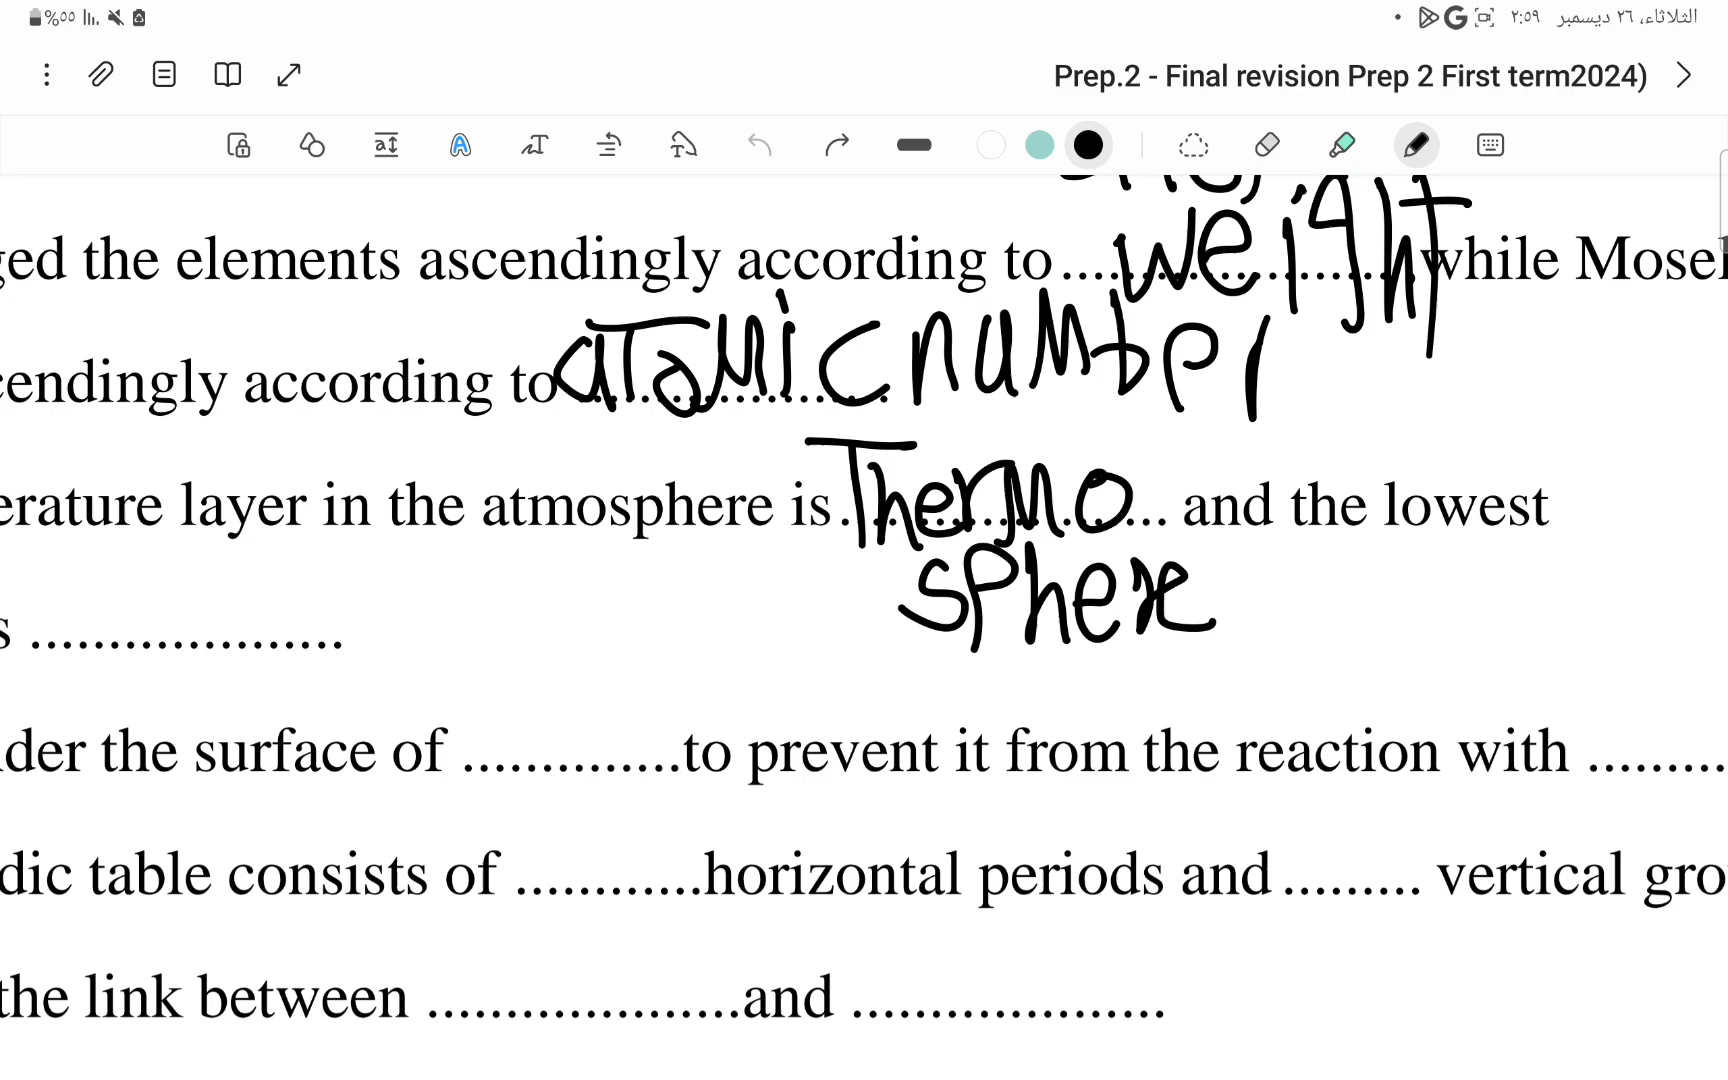 %٥٥ الثلاثاء، ٢٦ ديسمبر ٢:٥٩
Prep.2 - Final revision Prep 2 First term2024)
ged the elements ascendingly according to.... weight while Mosel
cendingly according to atomic number
erature layer in the atmosphere is. Thermo ... and the lowest
sphere
s ....................
der the surface of ..............to prevent it from the reaction with .........
dic table consists of ............horizontal periods and ......... vertical gro
the link between ....................and ....................